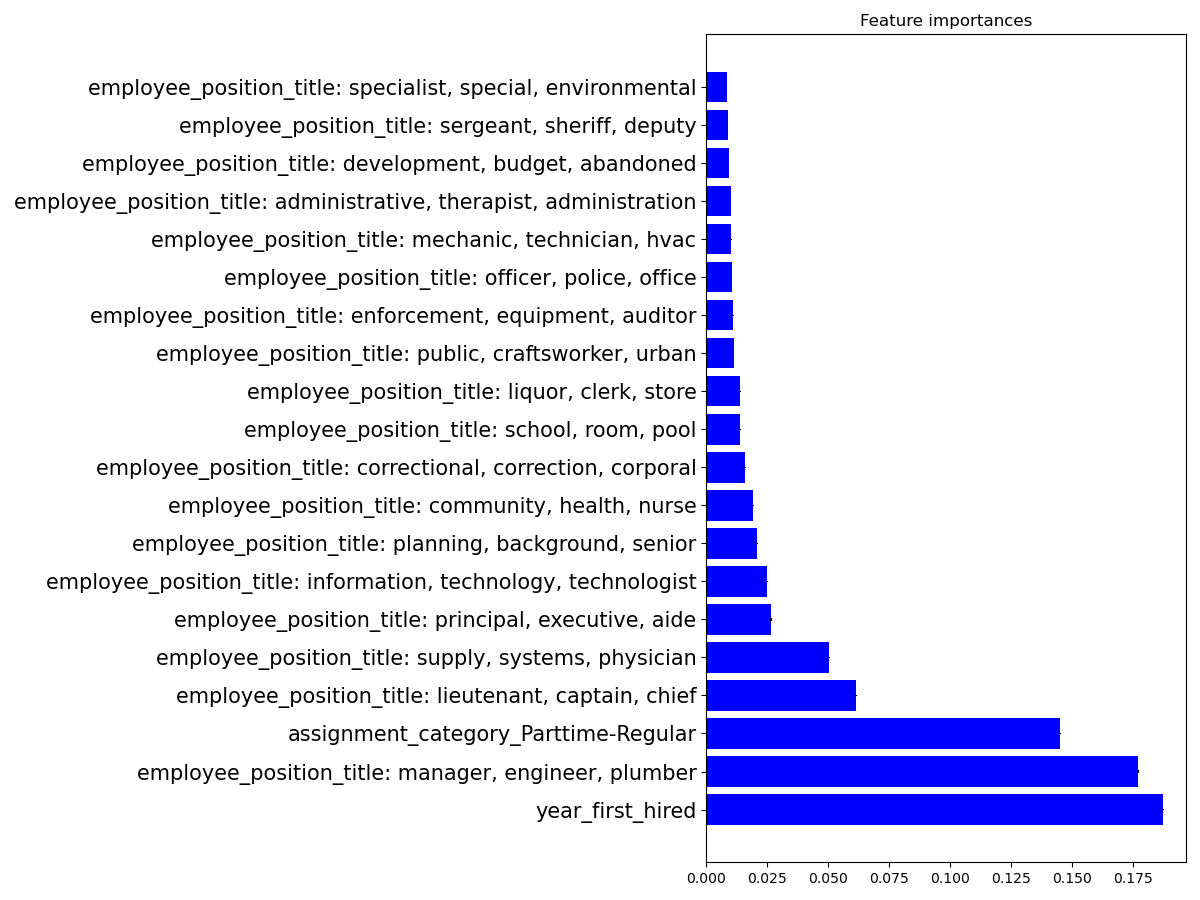 Feature importances
employee_position_title: specialist, special, environmental
employee_position_title: sergeant, sheriff, deputy
employee_position_title: development, budget, abandoned
employee_position_title: administrative, therapist, administration
employee_position_title: mechanic, technician, hvac
employee_position_title: officer, police, office
employee_position_title: enforcement, equipment, auditor
employee_position_title: public, craftsworker, urban
employee_position_title: liquor, clerk, store
employee_position_title: school, room, pool
employee_position_title: correctional, correction, corporal
employee_position_title: community, health, nurse
employee_position_title: planning, background, senior
employee_position_title: information, technology, technologist
employee_position_title: principal, executive, aide
employee_position_title: supply, systems, physician
employee_position_title: lieutenant, captain, chief
assignment_category_Parttime-Regular
employee_position_title: manager, engineer, plumber
year_first_hired
0.000 0.025 0.050 0.075 0.100 0.125 0.150 0.175